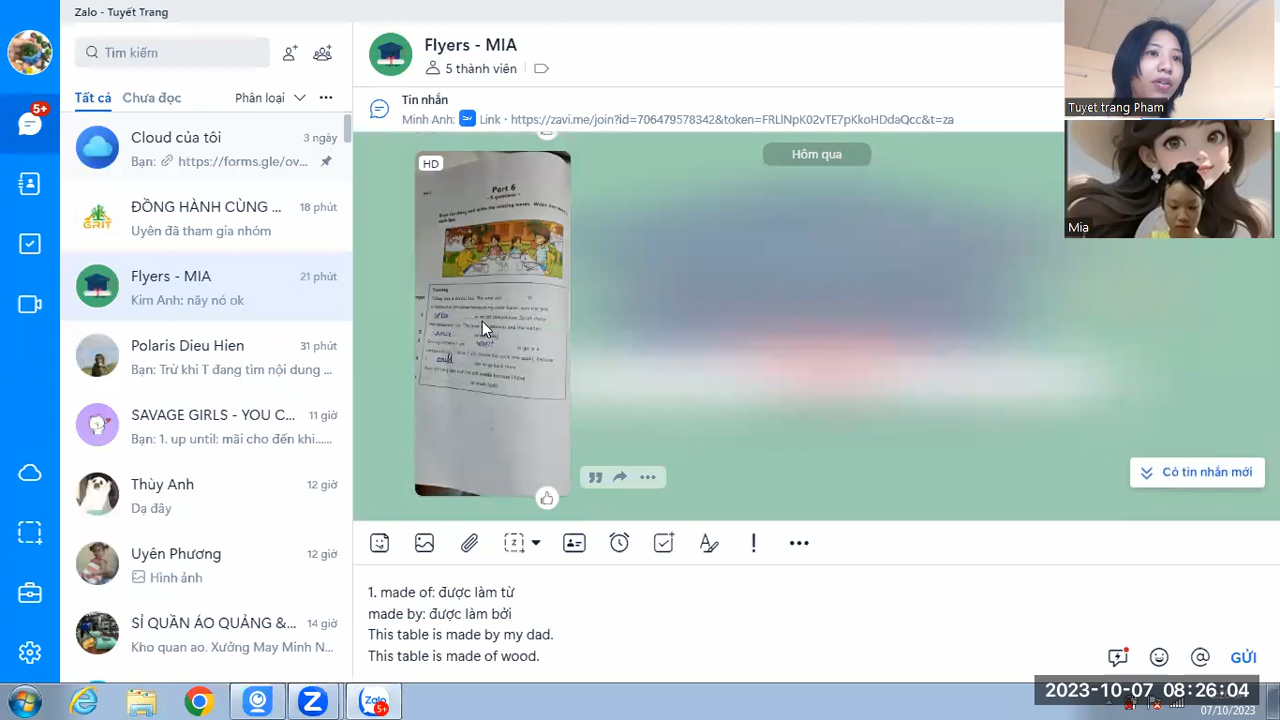 Zalo - Tuyết Trang
Tìm kiếm
Tất cả Chưa đọc Phân loại
5+
Cloud của tôi 3 ngày
Bạn: https://forms.gle/ov...
ĐỒNG HÀNH CÙNG ... 18 phút
GRIT
Uyên đã tham gia nhóm
Flyers - MIA 21 phút
Kim Anh: nãy nó ok
Polaris Dieu Hien 31 phút
Bạn: Trừ khi T đang tìm nội dung ...
SAVAGE GIRLS - YOU C... 11 giờ
Bạn: 1. up until: mãi cho đến khi......
Thùy Anh 12 giờ
Dạ đây
Uyên Phương 12 giờ
Hình ảnh
SỈ QUẦN ÁO QUẢNG &... 14 giờ
Kho quan ao. Xưởng May Minh N...
Flyers - MIA
5 thành viên
Tin nhắn
Minh Anh: Link · https://zavi.me/join?id=706479578342&token=FRLlNpK02vTE7pKkoHDdaQcc&t=za
HD
Hôm qua
Part 6
- 5 questions -
Có tin nhắn mới
1. made of: được làm từ
made by: được làm bởi
This table is made by my dad.
This table is made of wood.
GỬI
Tuyet trang Pham
Mia
Zalo
5+
2023-10-07 08:26:04
07/10/2023